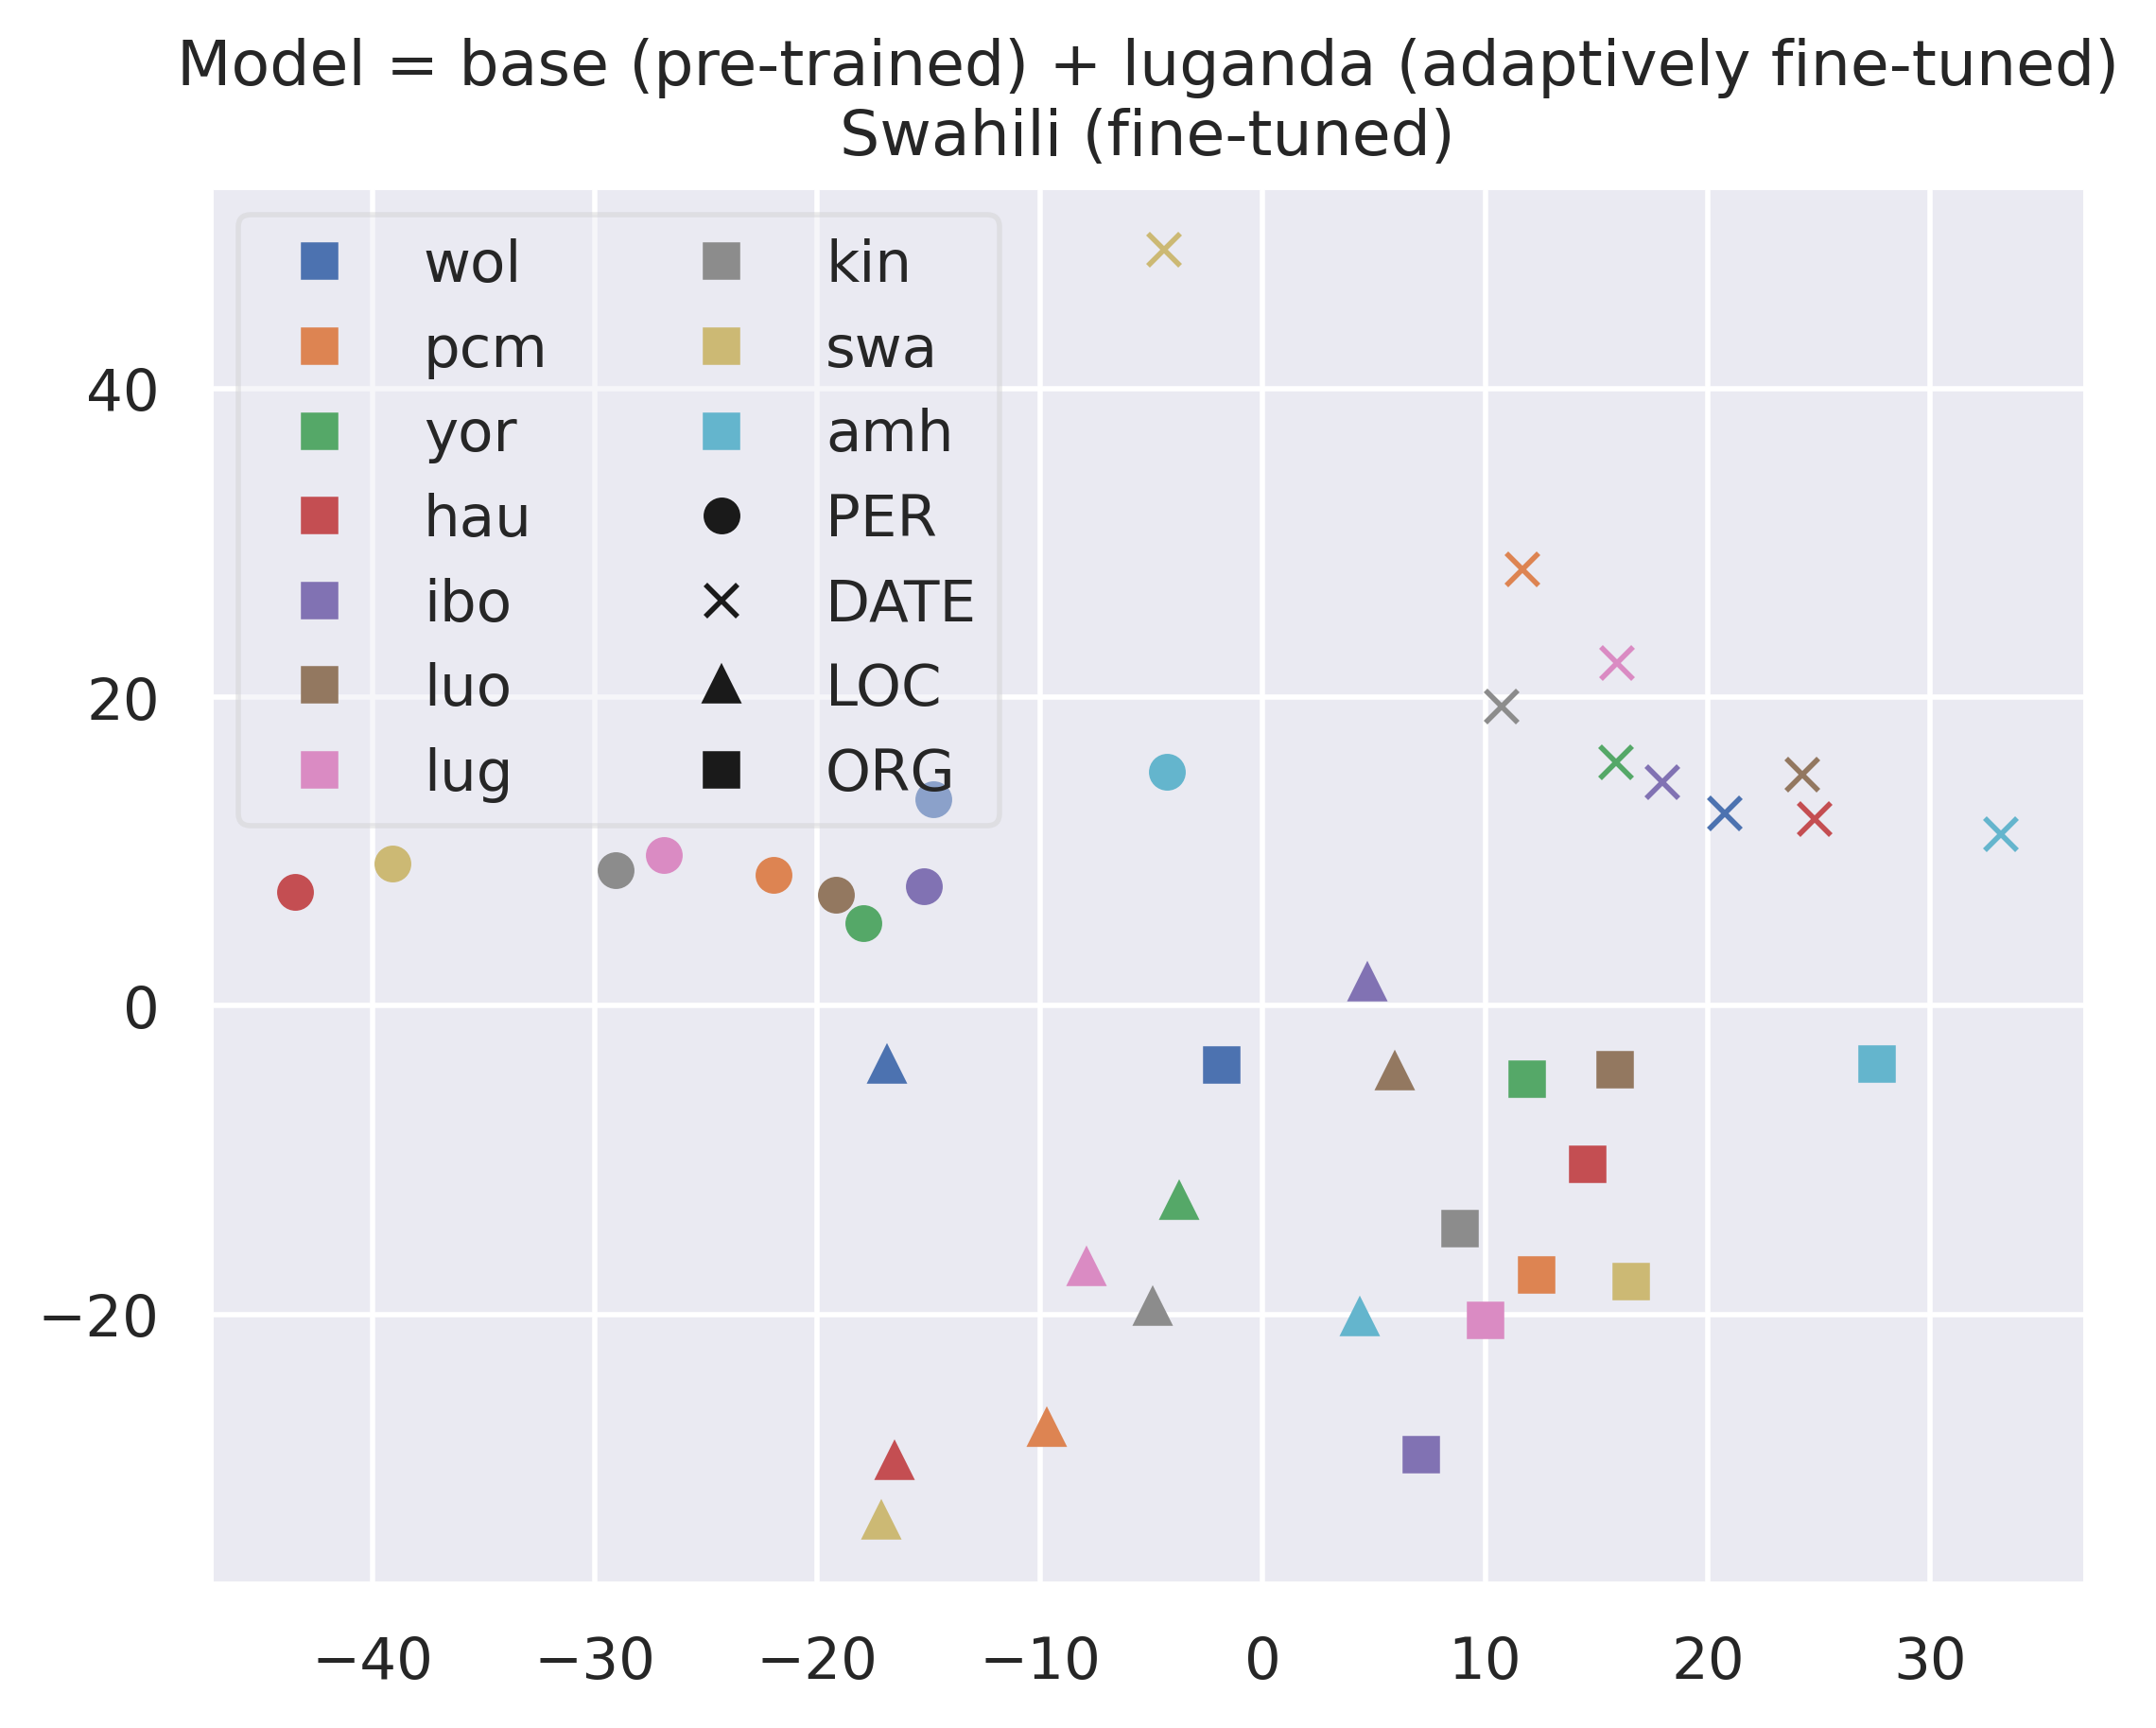 Model = base (pre-trained) + luganda (adaptively fine-tuned)
Swahili (fine-tuned)
wol
pcm
yor
hau
ibo
luo
lug
kin
swa
amh
PER
DATE
LOC
ORG
40
20
0
−20
−40 −30 −20 −10 0 10 20 30